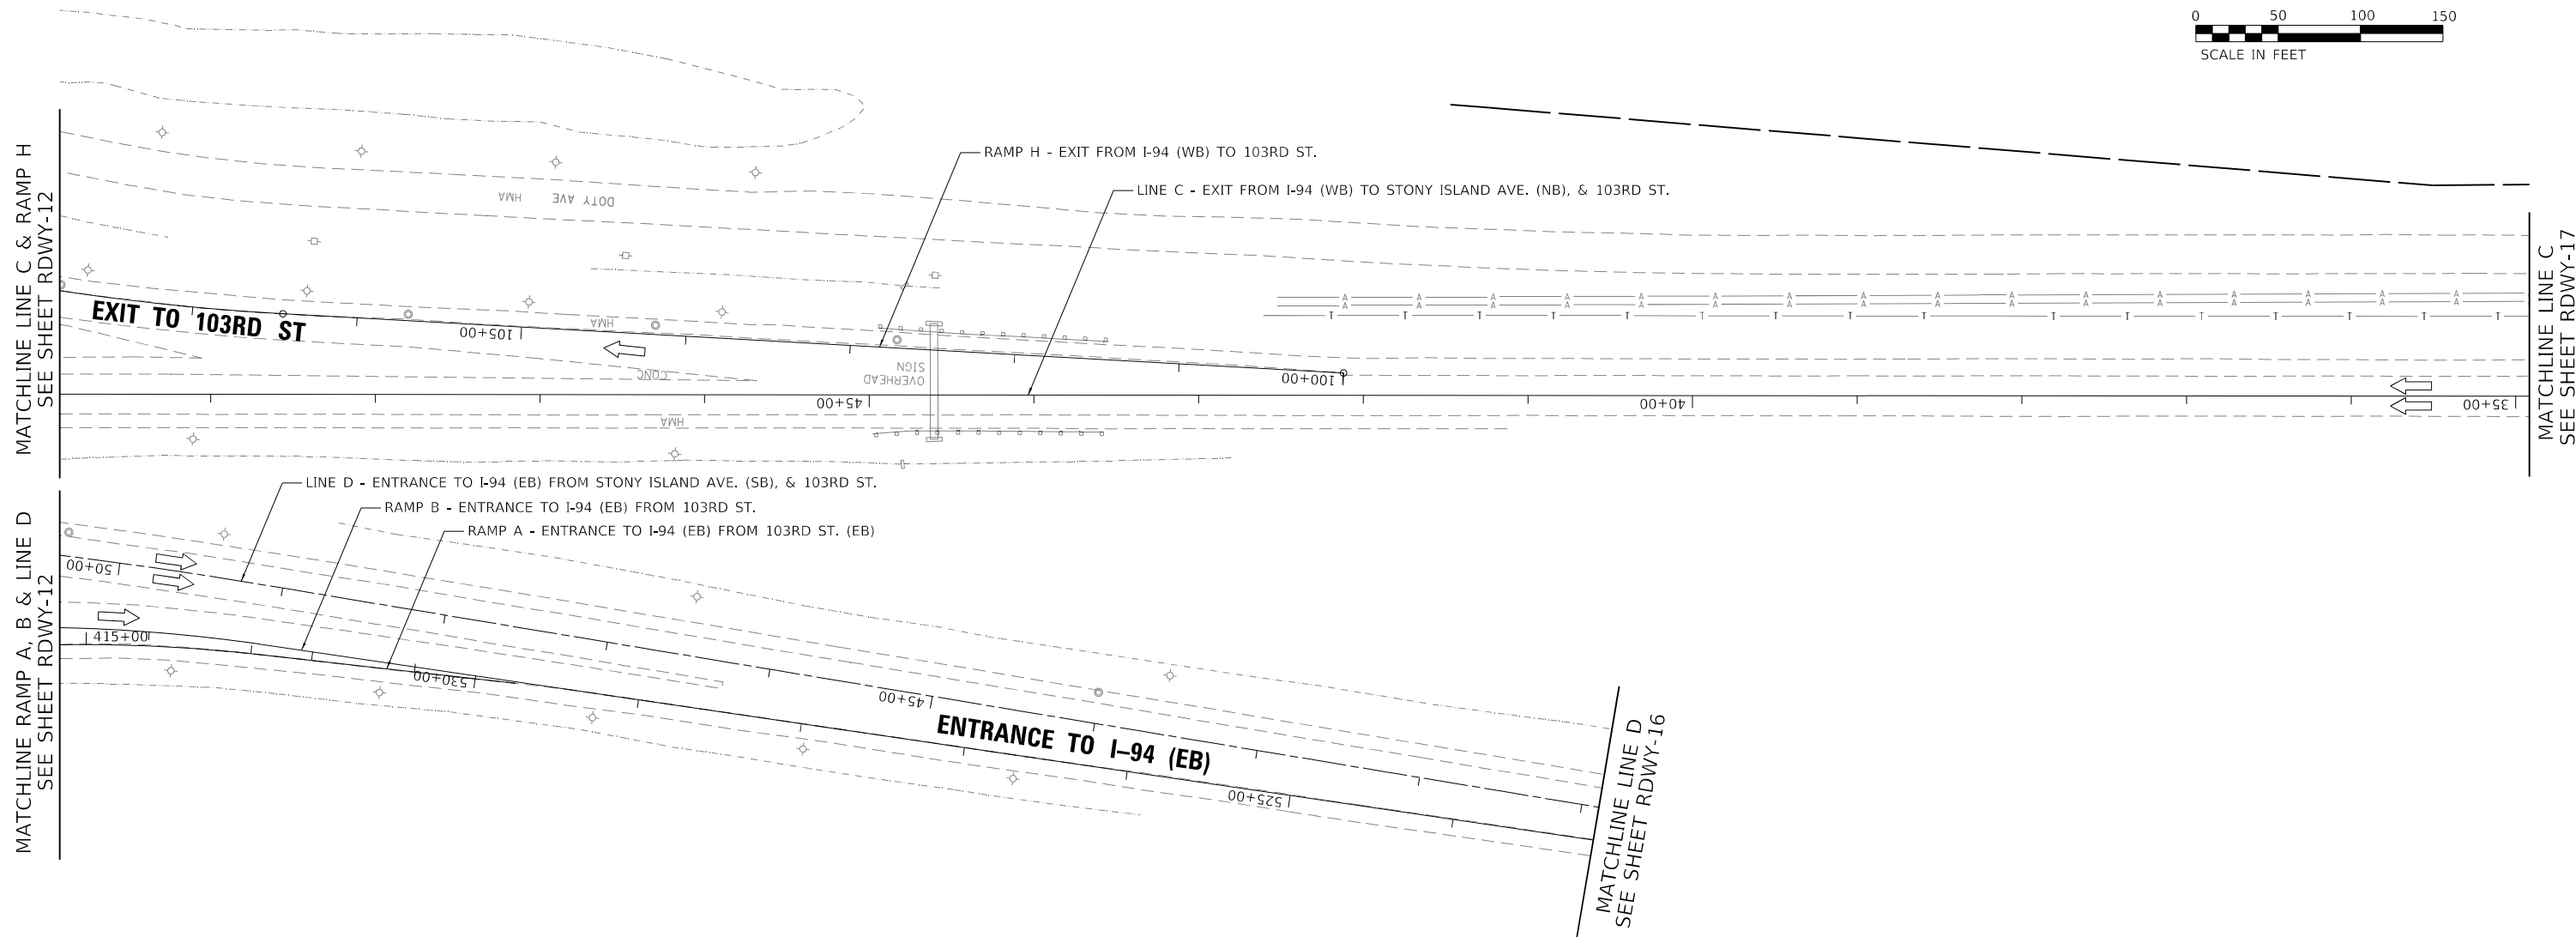 0 50 100 150
SCALE IN FEET
MATCHLINE LINE C & RAMP H
SEE SHEET RDWY-12
RAMP H - EXIT FROM I-94 (WB) TO 103RD ST.
LINE C - EXIT FROM I-94 (WB) TO STONY ISLAND AVE. (NB), & 103RD ST.
DOTY AVE HMA
A A A A A A A A A A A A A A A A
A A A A A A A A A A A A A A A A
T T T T T T T T T T T T T T T T T
EXIT TO 103RD ST
105+00
HMA
CONC
OVERHEAD
SIGN
100+00
45+00
40+00
35+00
HMA
MATCHLINE LINE C
SEE SHEET RDWY-17
LINE D - ENTRANCE TO I-94 (EB) FROM STONY ISLAND AVE. (SB), & 103RD ST.
RAMP B - ENTRANCE TO I-94 (EB) FROM 103RD ST.
RAMP A - ENTRANCE TO I-94 (EB) FROM 103RD ST. (EB)
MATCHLINE RAMP A, B & LINE D
SEE SHEET RDWY-12
50+00
415+00
530+00
45+00
ENTRANCE TO I-94 (EB)
525+00
MATCHLINE LINE D
SEE SHEET RDWY-16